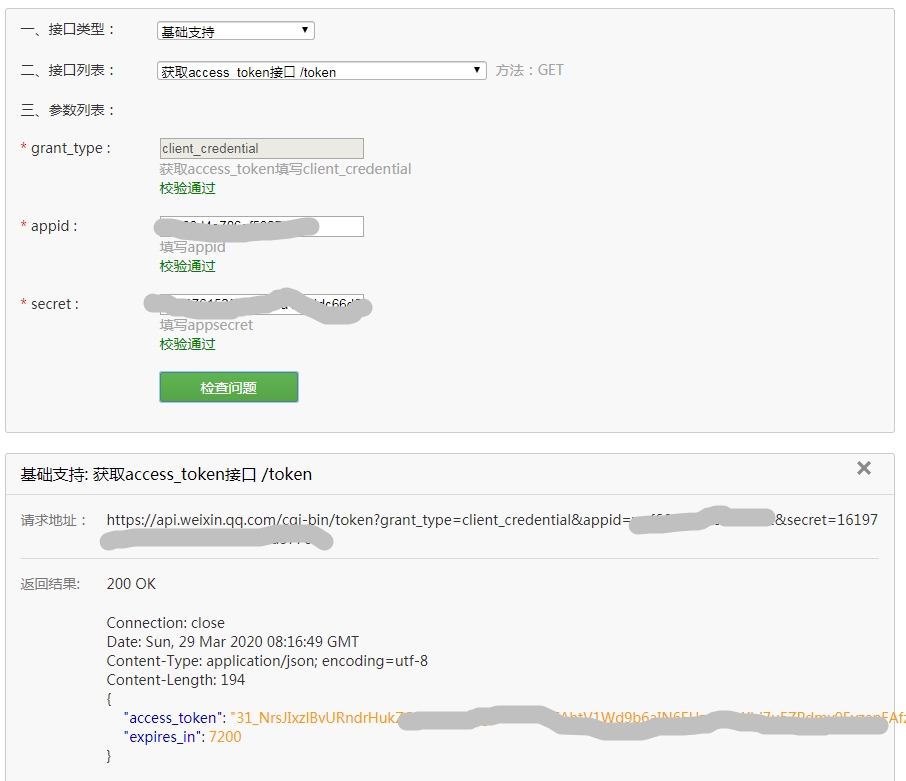 一、接口类型： 基础支持
二、接口列表： 获取access_token接口 /token 方法：GET
三、参数列表：
* grant_type : client_credential
获取access_token填写client_credential
校验通过
* appid :
填写appid
校验通过
* secret :
填写appsecret
校验通过
检查问题
基础支持: 获取access_token接口 /token
请求地址： https://api.weixin.qq.com/cgi-bin/token?grant_type=client_credential&appid= &secret=16197
返回结果: 200 OK
Connection: close
Date: Sun, 29 Mar 2020 08:16:49 GMT
Content-Type: application/json; encoding=utf-8
Content-Length: 194
{
"access_token": "31_NrsJIxzlBvURndrHukZ
"expires_in": 7200
}